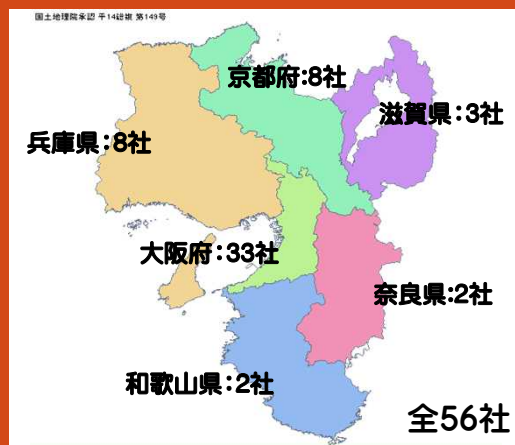 国土地理院承認 平14総複 第149号
京都府:8社
滋賀県:3社
兵庫県:8社
大阪府:33社
奈良県:2社
和歌山県:2社
全56社